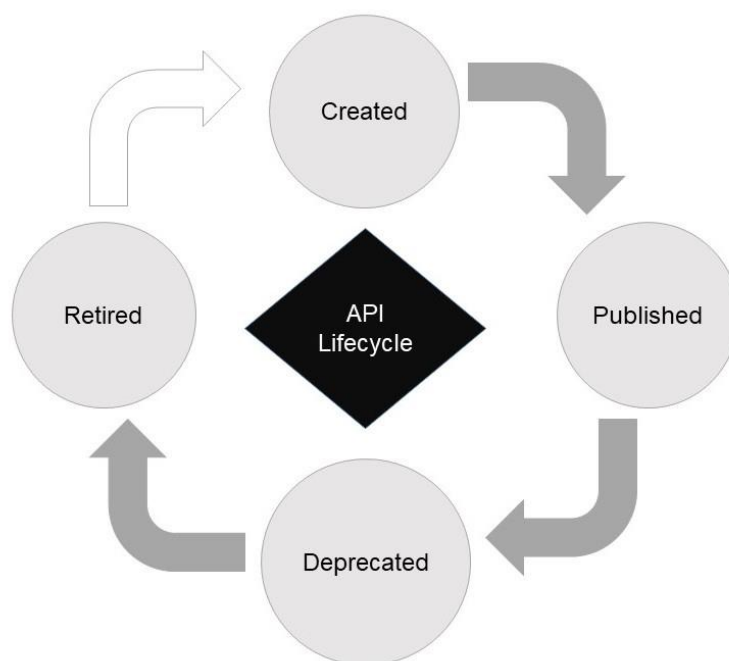 Created
Retired
API
Lifecycle
Published
Deprecated